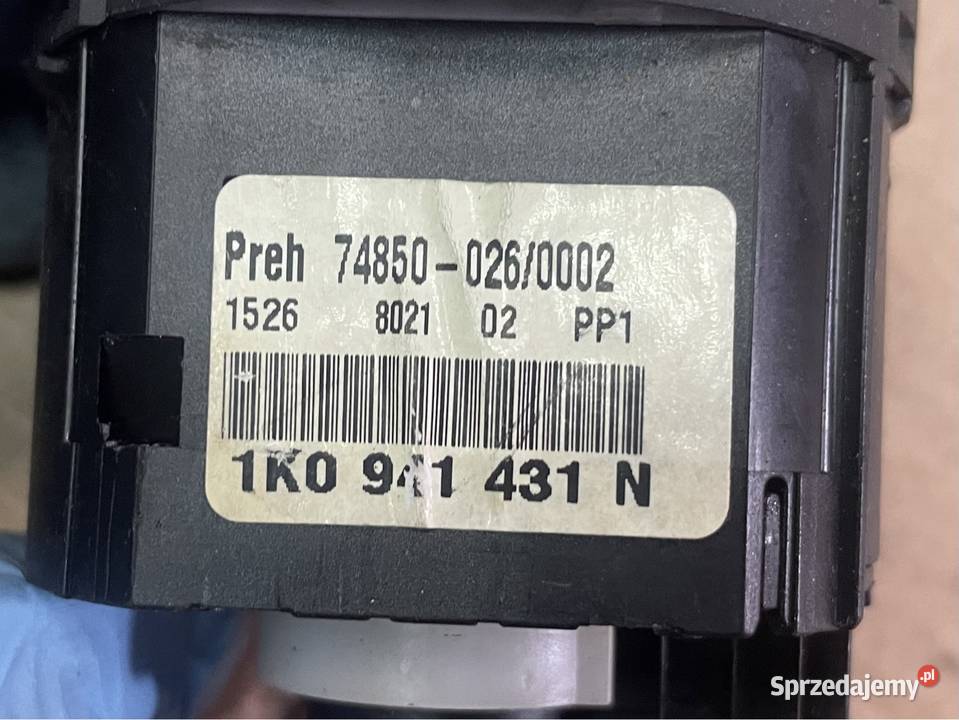 Preh 74850-026/0002
1526 8021 02 PP1
1K0 941 431 N
Sprzedajemy.pl